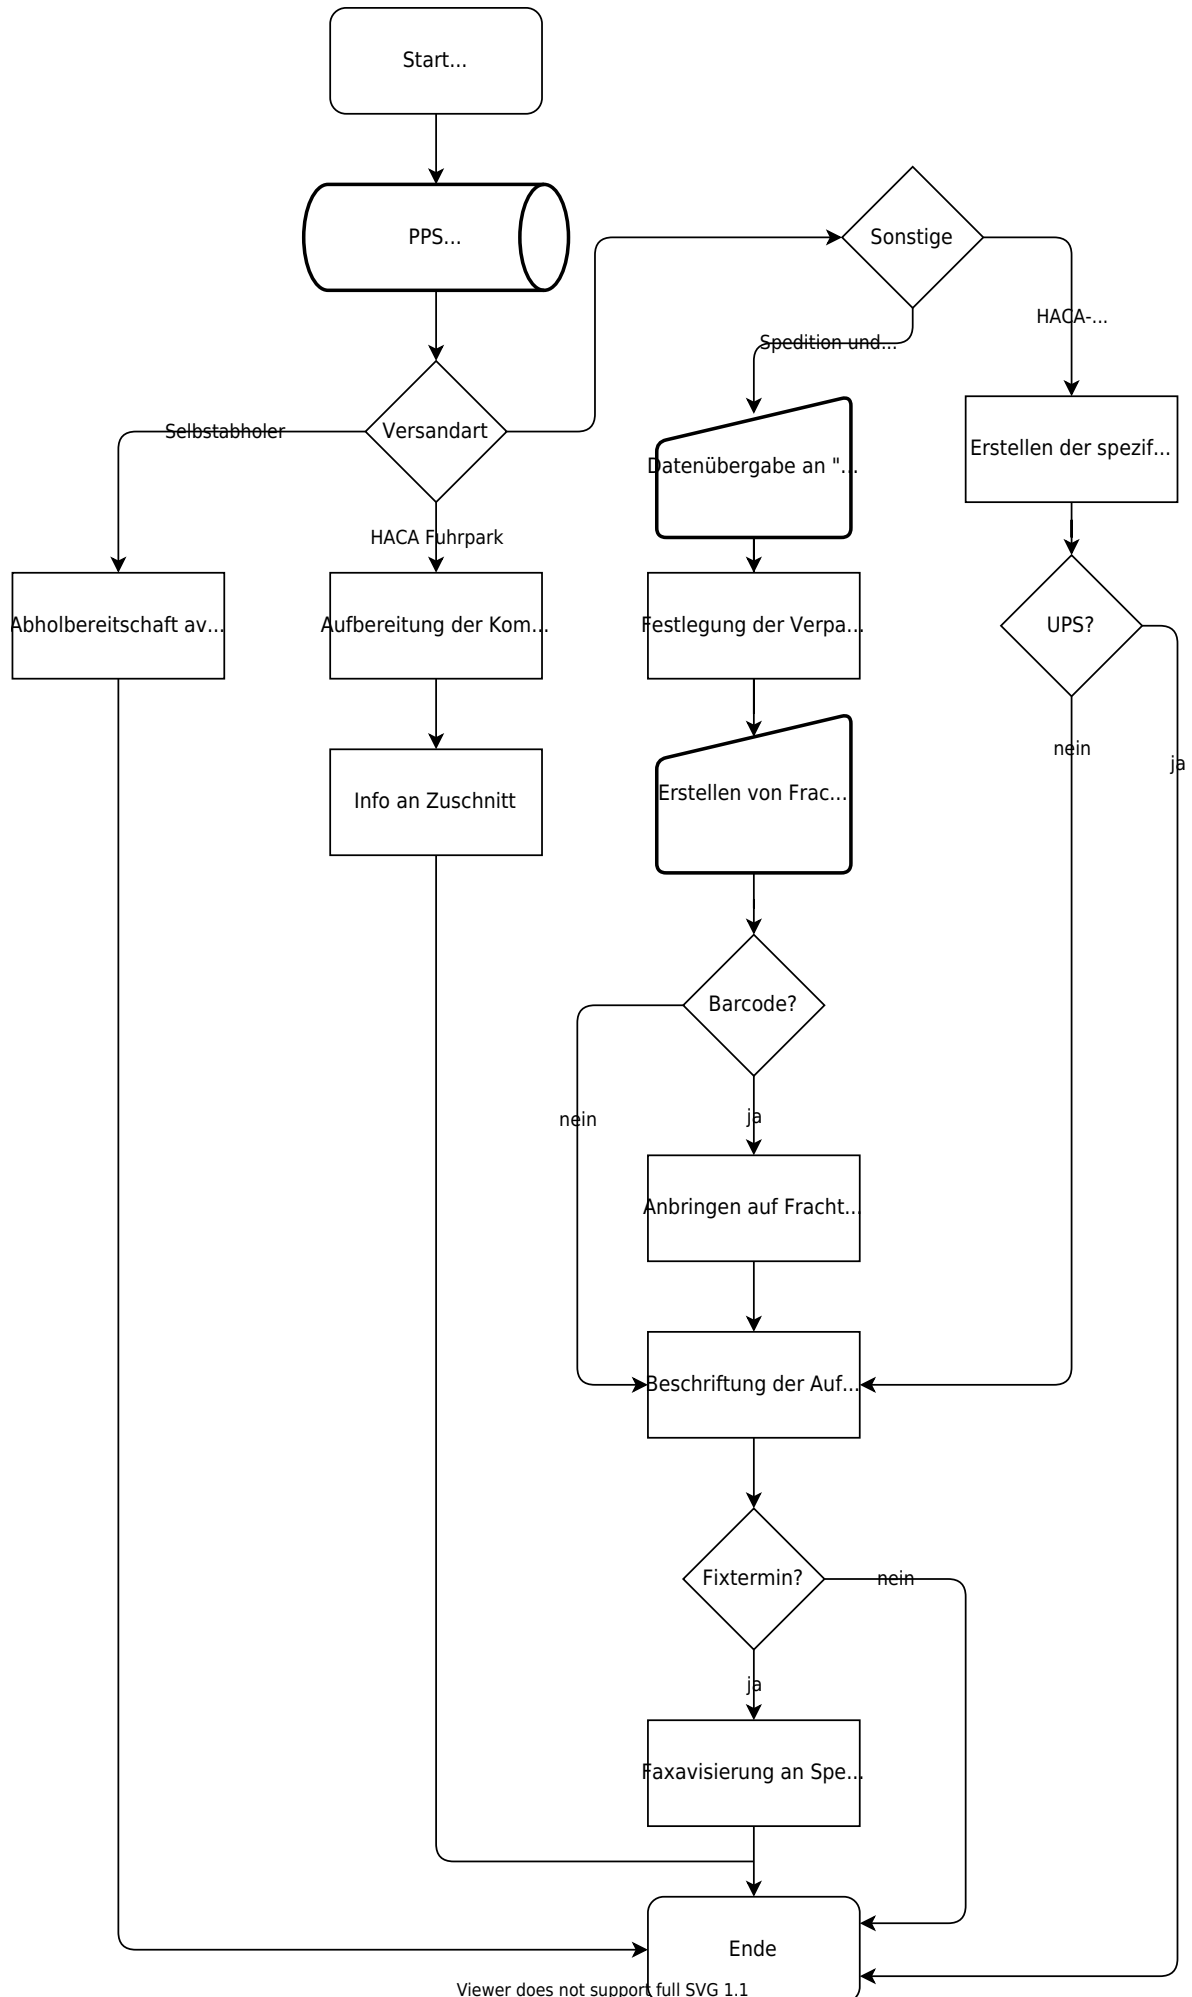 Start...
PPS...
Sonstige
HACA-...
Spedition und...
Selbstabholer
Versandart
Erstellen der spezif...
Datenübergabe an "...
HACA Fuhrpark
Abholbereitschaft av...
Aufbereitung der Kom...
Festlegung der Verpa...
UPS?
nein
ja
Info an Zuschnitt
Erstellen von Frac...
Barcode?
nein
ja
Anbringen auf Fracht...
Beschriftung der Auf...
Fixtermin?
nein
ja
Faxavisierung an Spe...
Ende
Viewer does not support full SVG 1.1